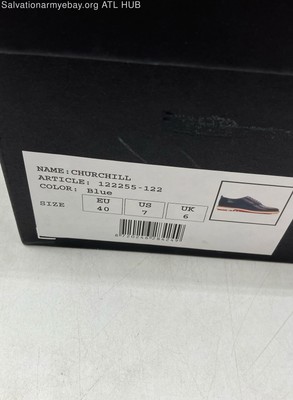 Salvationarmyebay.org ATL HUB
NAME:CHURCHILL
ARTICLE: 122255-122
COLOR: Blue
SIZE
EU US UK
40 7 6